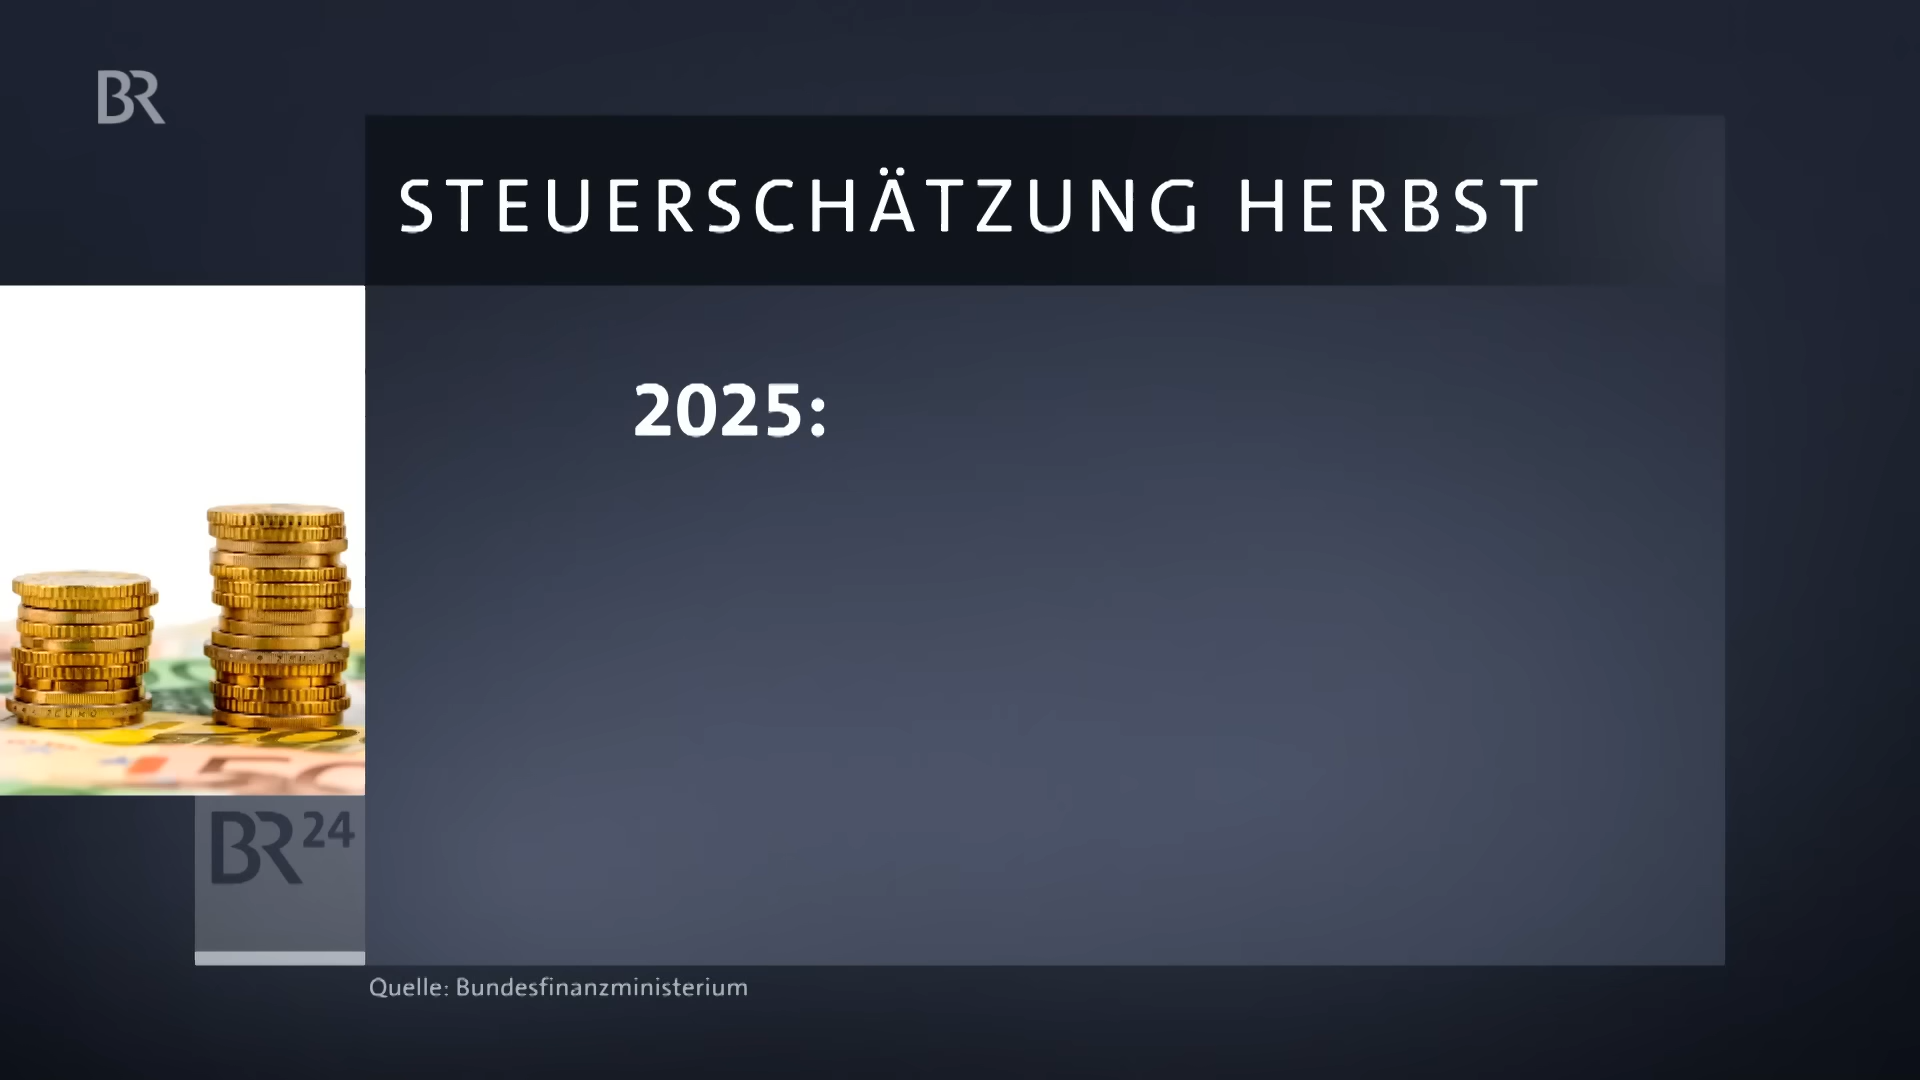 BR
STEUERSCHÄTZUNG HERBST
2025:
BR24
Quelle: Bundesfinanzministerium